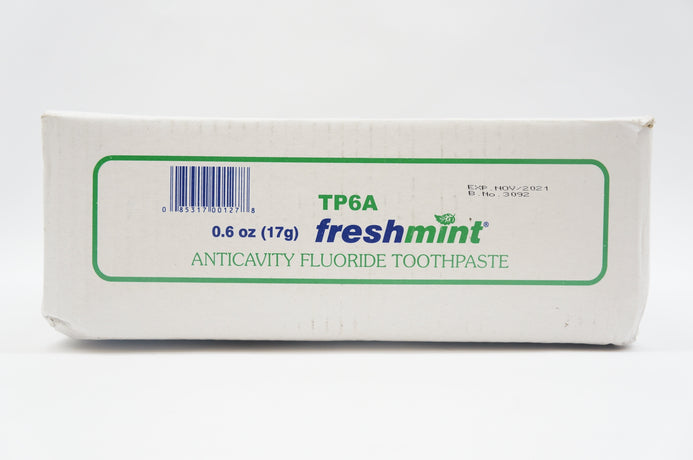 TP6A
EXP.NOV/2021
B.No.3092
0 85317 00127 8
0.6 oz (17g) freshmint®
ANTICAVITY FLUORIDE TOOTHPASTE